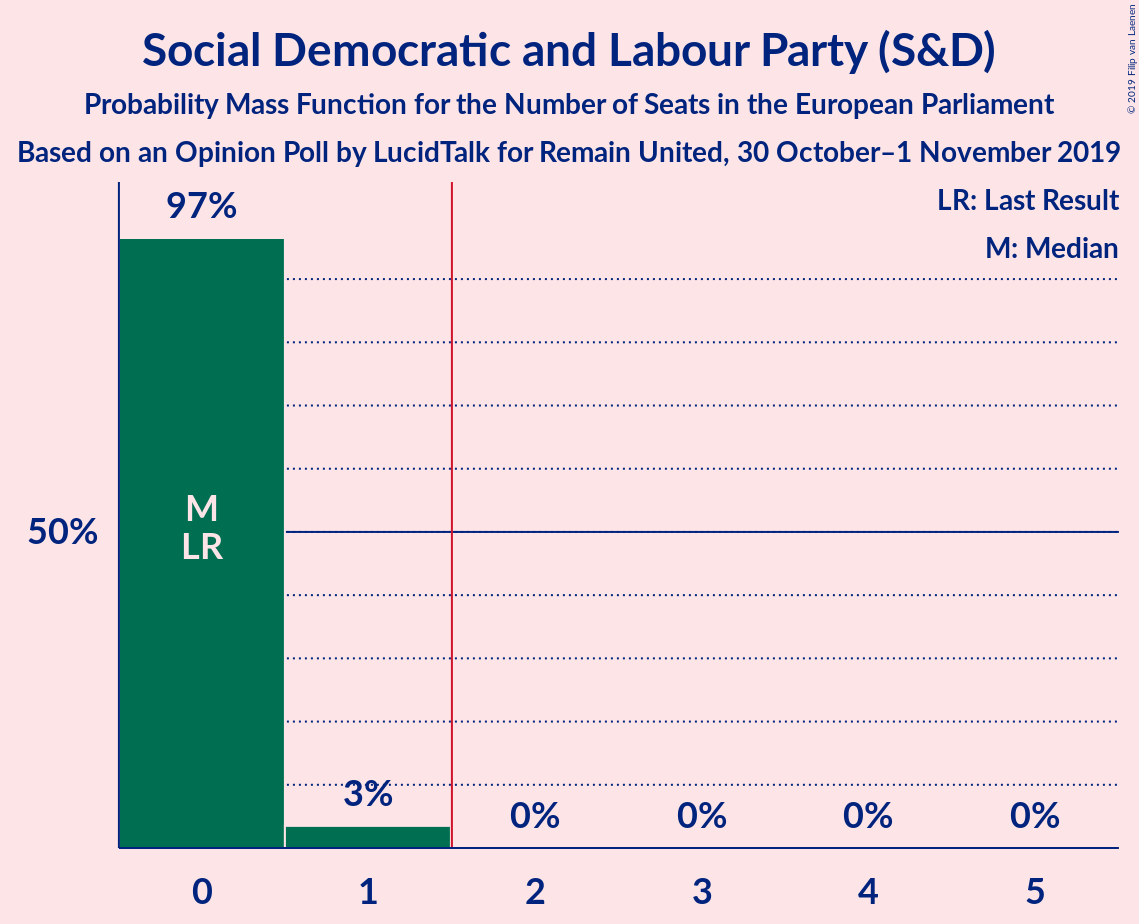 Social Democratic and Labour Party (S&D)
Probability Mass Function for the Number of Seats in the European Parliament
Based on an Opinion Poll by LucidTalk for Remain United, 30 October–1 November 2019
© 2019 Filip van Laenen
LR: Last Result
M: Median
97%
M
LR
50%
3%
0%
0%
0%
0%
0
1
2
3
4
5